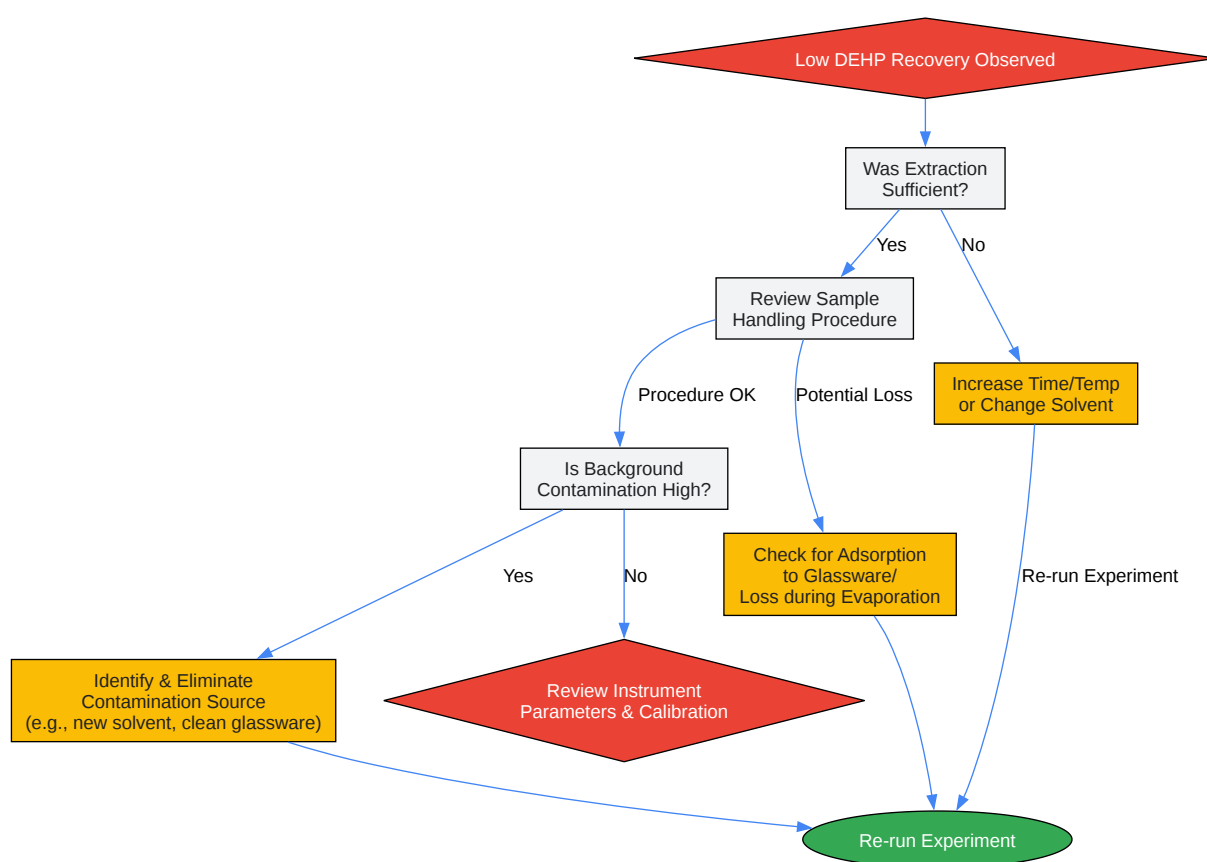 Low DEHP Recovery Observed
Was Extraction
Sufficient?
Yes
No
Review Sample
Handling Procedure
Increase Time/Temp
or Change Solvent
Procedure OK
Potential Loss
Is Background
Contamination High?
Check for Adsorption
to Glassware/
Loss during Evaporation
Yes
No
Re-run Experiment
Identify & Eliminate
Contamination Source
(e.g., new solvent, clean glassware)
Review Instrument
Parameters & Calibration
Re-run Experiment